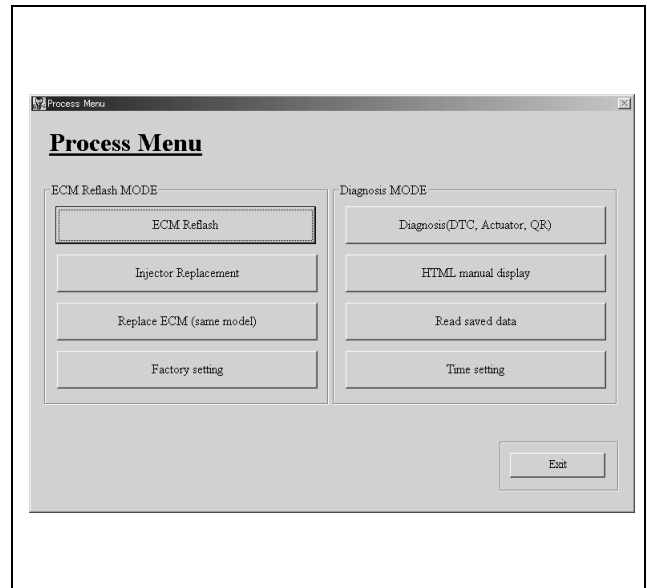 Process Menu
Process Menu
ECM Reflash MODE
ECM Reflash
Injector Replacement
Replace ECM (same model)
Factory setting
Diagnosis MODE
Diagnosis(DTC, Actuator, QR)
HTML manual display
Read saved data
Time setting
Exit